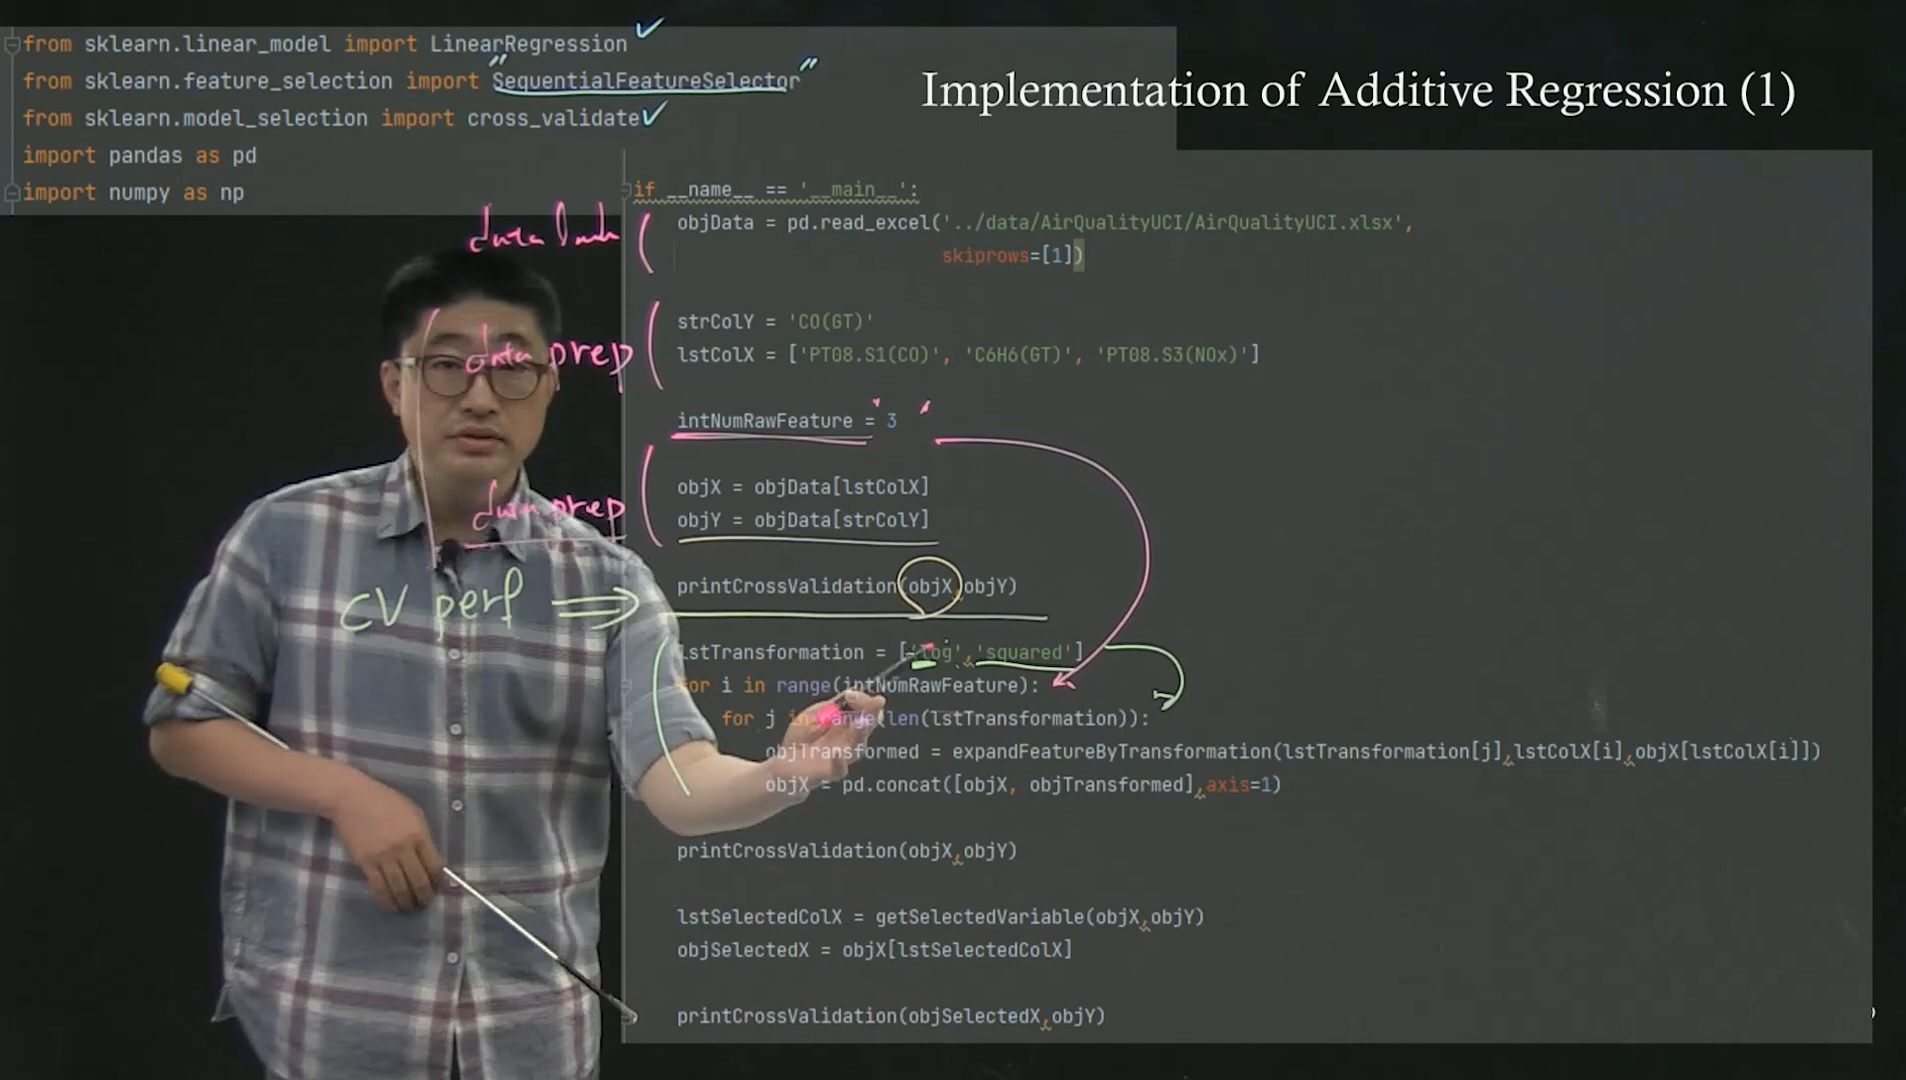 from sklearn.linear_model import LinearRegression
from sklearn.feature_selection import "SequentialFeatureSelector"
from sklearn.model_selection import cross_validate
import pandas as pd
import numpy as np
Implementation of Additive Regression (1)
if __name__ == '__main__':
objData = pd.read_excel('../data/AirQualityUCI/AirQualityUCI.xlsx',
skiprows=[1])
data
strColY = 'CO(GT)'
lstColX = ['PT08.S1(CO)', 'C6H6(GT)', 'PT08.S3(NOx)']
data prep
intNumRawFeature = 3
objX = objData[lstColX]
objY = objData[strColY]
prep
printCrossValidation(objX,objY)
CV perf
lstTransformation = ['log','squared']
for i in range(intNumRawFeature):
for j in range(len(lstTransformation)):
objTransformed = expandFeatureByTransformation(lstTransformation[j],lstColX[i],objX[lstColX[i]])
objX = pd.concat([objX, objTransformed],axis=1)
printCrossValidation(objX,objY)
lstSelectedColX = getSelectedVariable(objX,objY)
objSelectedX = objX[lstSelectedColX]
printCrossValidation(objSelectedX,objY)